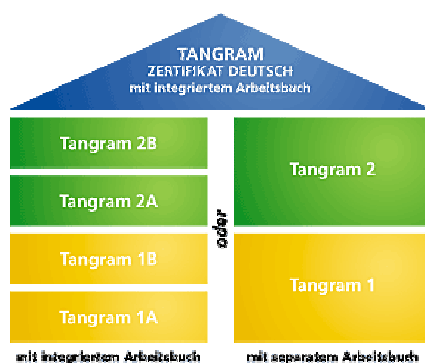 TANGRAM
ZERTIFIKAT DEUTSCH
mit integriertem Arbeitsbuch
Tangram 2B
Tangram 2A
Tangram 1B
Tangram 1A
mit integriertem Arbeitsbuch
oder
Tangram 2
Tangram 1
mit separatem Arbeitsbuch